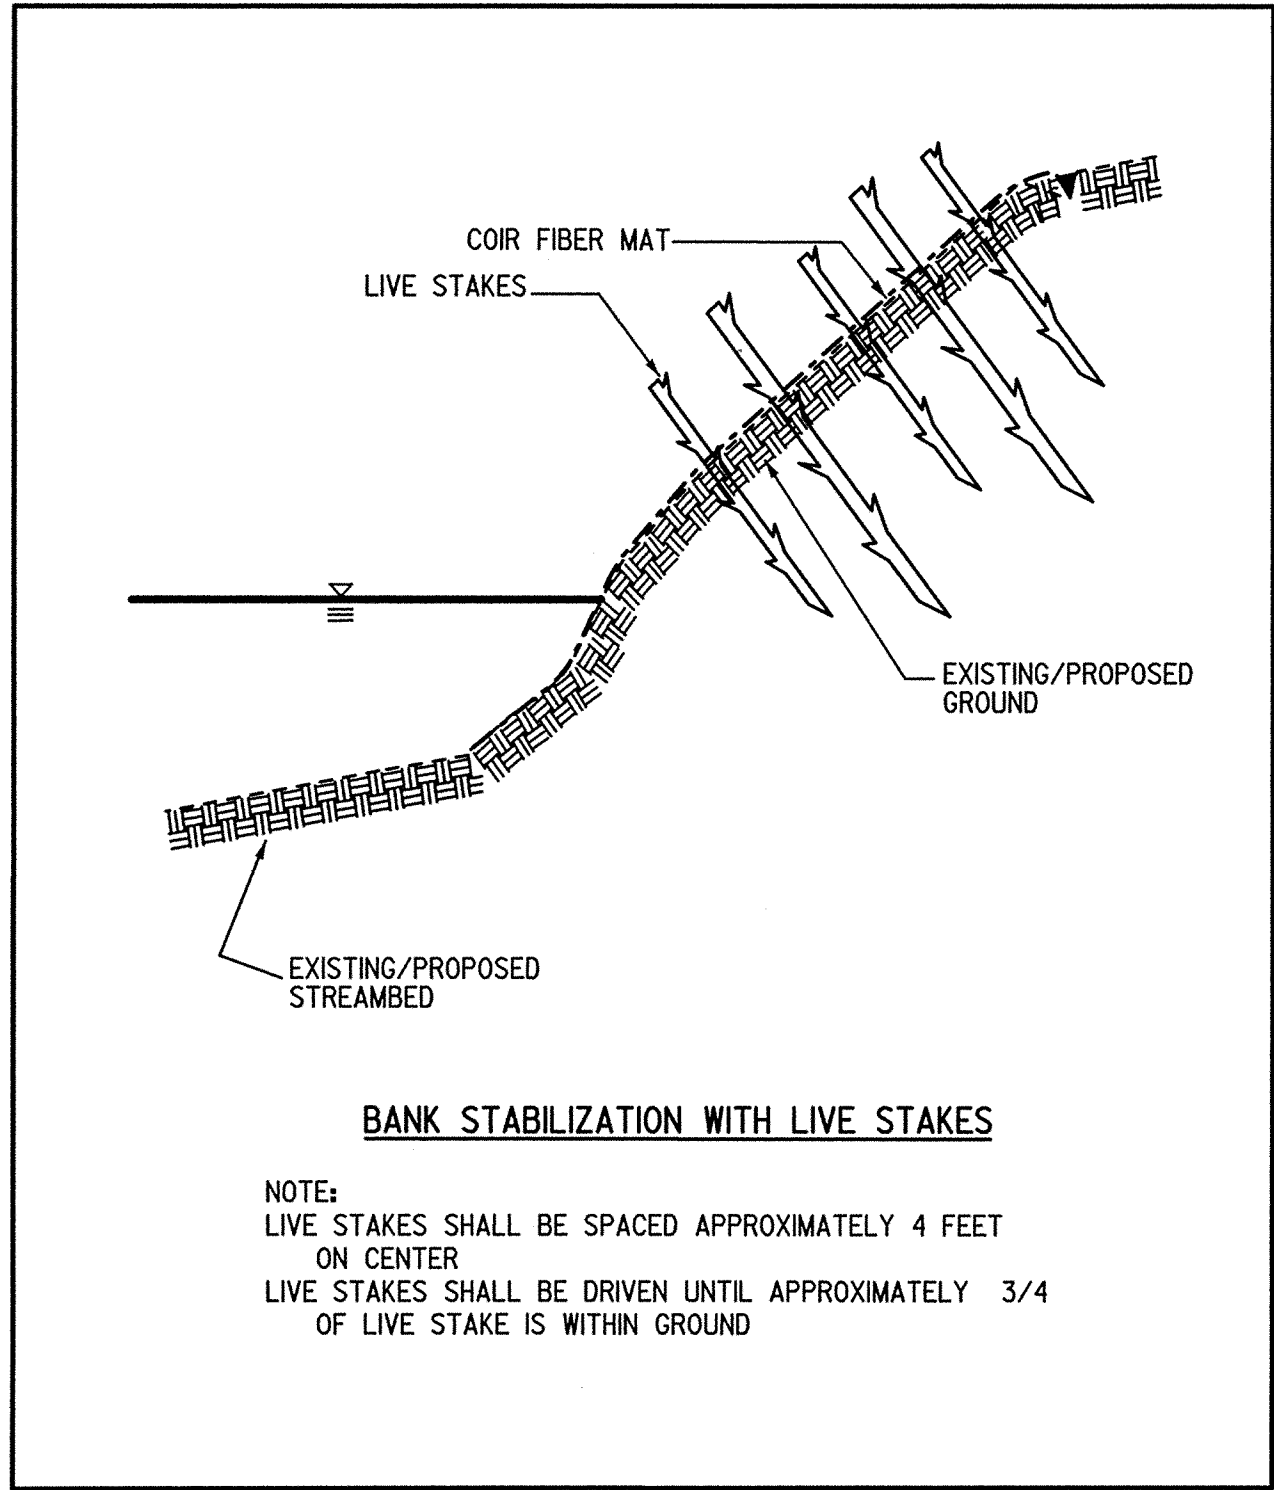 COIR FIBER MAT
LIVE STAKES
EXISTING/PROPOSED
GROUND
EXISTING/PROPOSED
STREAMBED
BANK STABILIZATION WITH LIVE STAKES
NOTE:
LIVE STAKES SHALL BE SPACED APPROXIMATELY 4 FEET
ON CENTER
LIVE STAKES SHALL BE DRIVEN UNTIL APPROXIMATELY 3/4
OF LIVE STAKE IS WITHIN GROUND